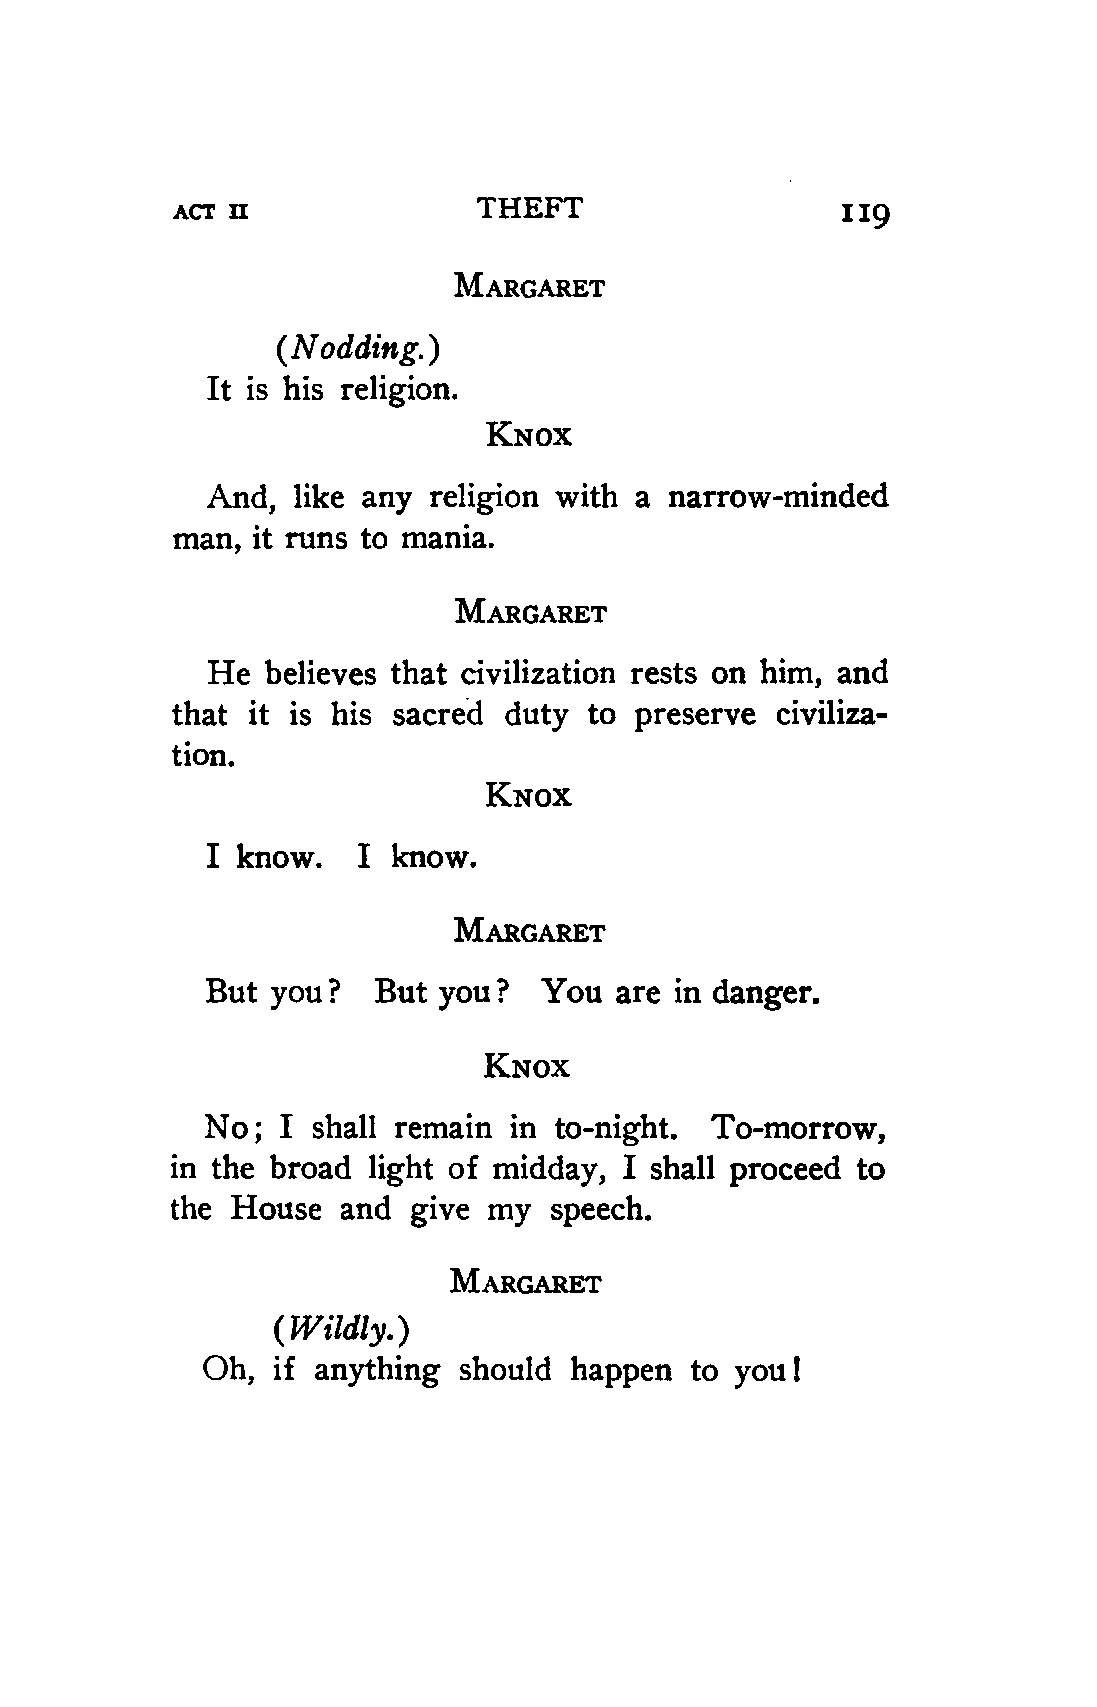 ACT II THEFT 119
MARGARET
(Nodding.)
It is his religion.
KNOX
And, like any religion with a narrow-minded
man, it runs to mania.
MARGARET
He believes that civilization rests on him, and
that it is his sacred duty to preserve civiliza-
tion.
KNOX
I know. I know.
MARGARET
But you? But you? You are in danger.
KNOX
No; I shall remain in to-night. To-morrow,
in the broad light of midday, I shall proceed to
the House and give my speech.
MARGARET
(Wildly.)
Oh, if anything should happen to you!